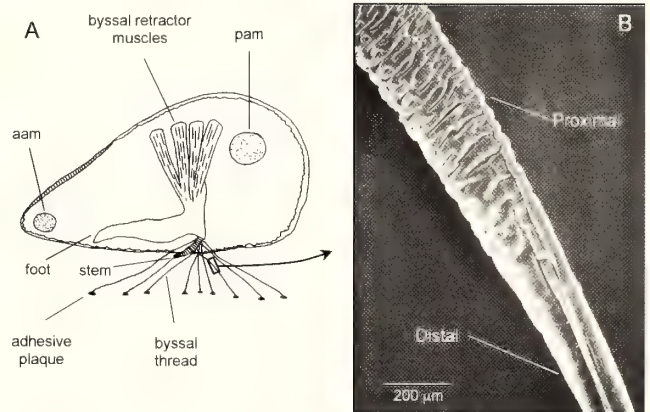 A
byssal retractor
muscles
pam
aam
foot
stem
adhesive
plaque
byssal
thread
B
Proximal
Distal
200 µm